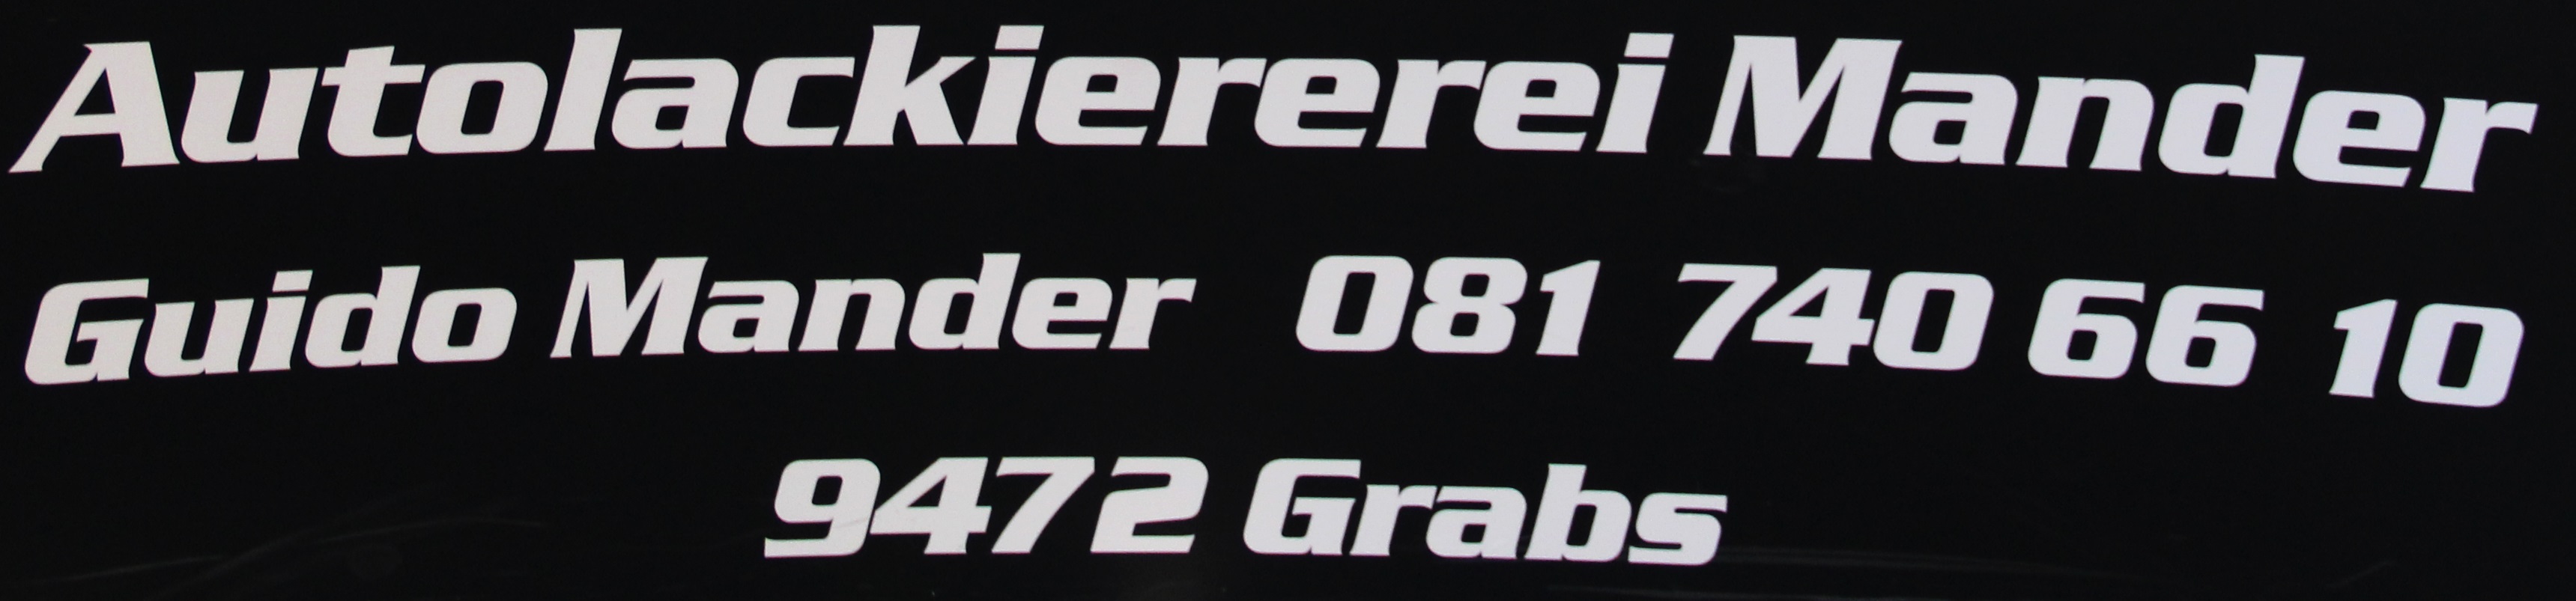 Autolackiererei Mander
Guido Mander 081 740 66 10
9472 Grabs